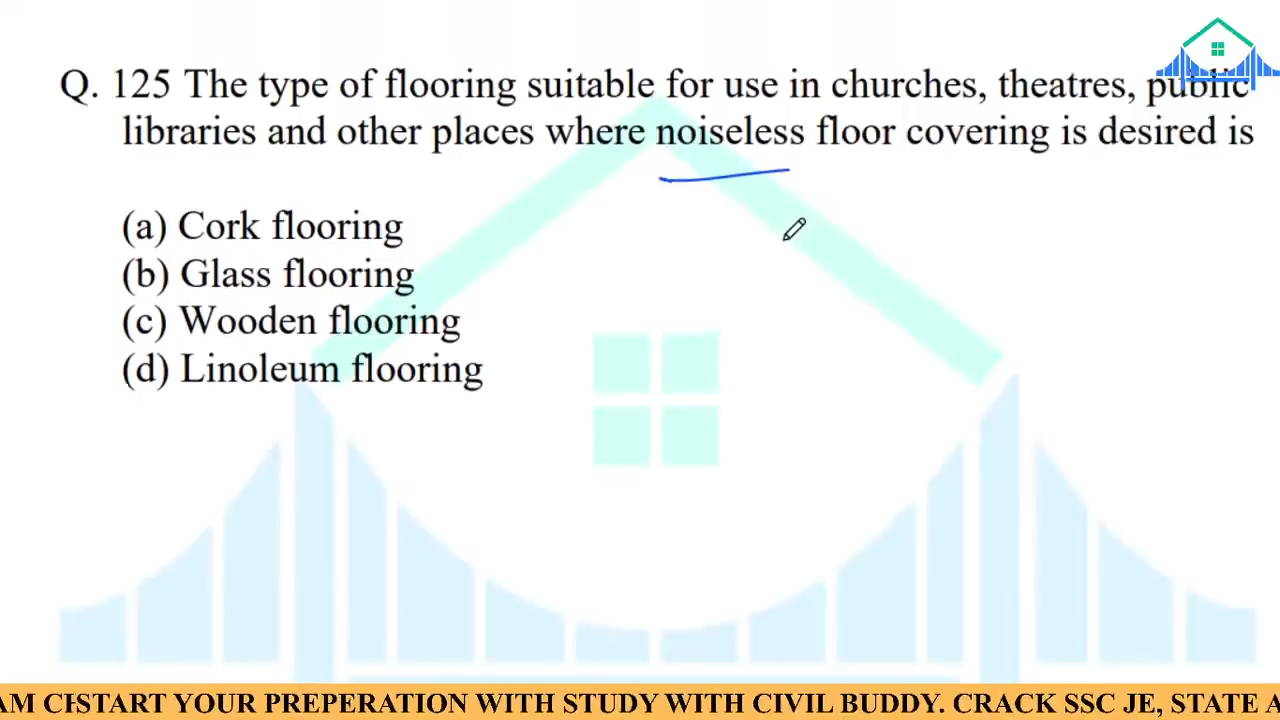 Q. 125 The type of flooring suitable for use in churches, theatres, public
libraries and other places where noiseless floor covering is desired is
(a) Cork flooring
(b) Glass flooring
(c) Wooden flooring
(d) Linoleum flooring
AM CISTART YOUR PREPERATION WITH STUDY WITH CIVIL BUDDY. CRACK SSC JE, STATE A